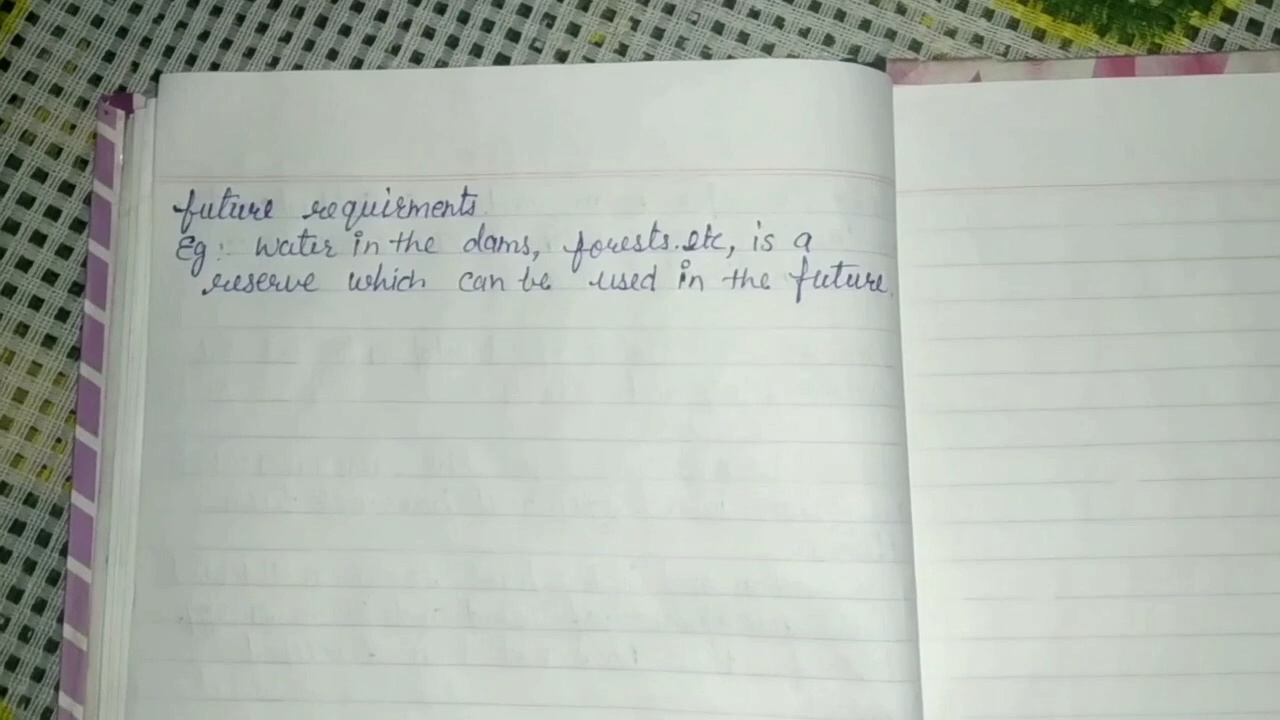 future requirments
Eg: water in the dams, forests.etc, is a
reserve which can be used in the future.